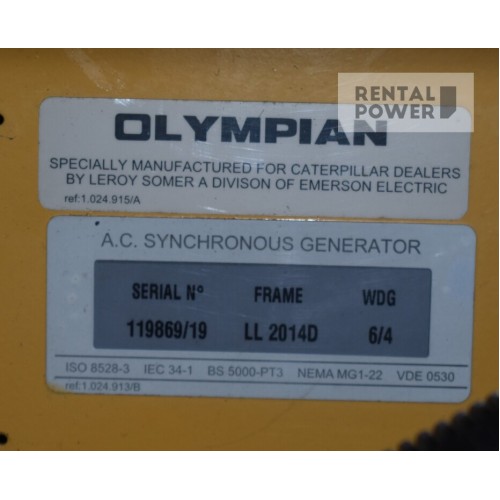 RENTAL
POWER
OLYMPIAN
SPECIALLY MANUFACTURED FOR CATERPILLAR DEALERS
BY LEROY SOMER A DIVISION OF EMERSON ELECTRIC
ref:1.024.915/A
A.C. SYNCHRONOUS GENERATOR
SERIAL Nº FRAME WDG
119869/19 LL 2014D 6/4
ISO 8528-3 IEC 34-1 BS 5000-PT3 NEMA MG1-22 VDE 0530
ref:1.024.913/B